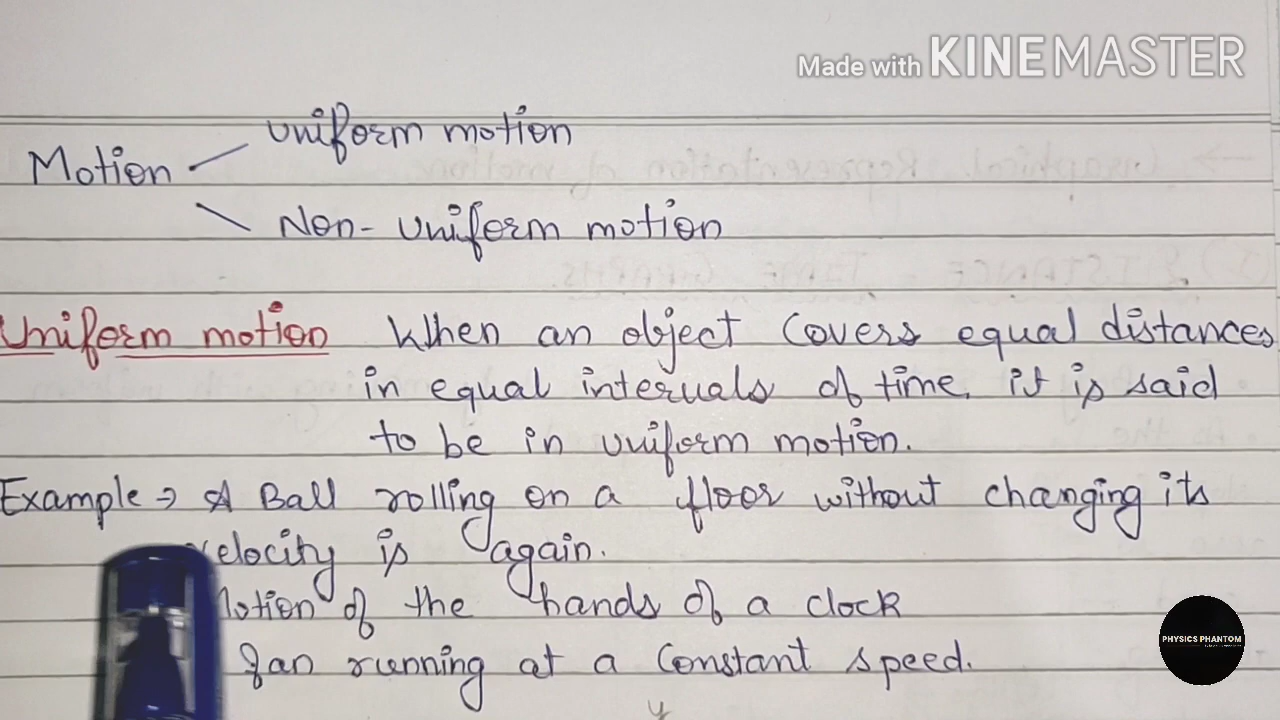 Made with KINEMASTER
Uniform motion
Motion
Non-Uniform motion
Uniform motion When an object Covers equal distances
in equal intervals of time, it is said
to be in uniform motion.
Example → A Ball rolling on a floor without changing its
velocity is again.
Motion of the hands of a clock
fan running at a Constant speed.
PHYSICS PHANTOM